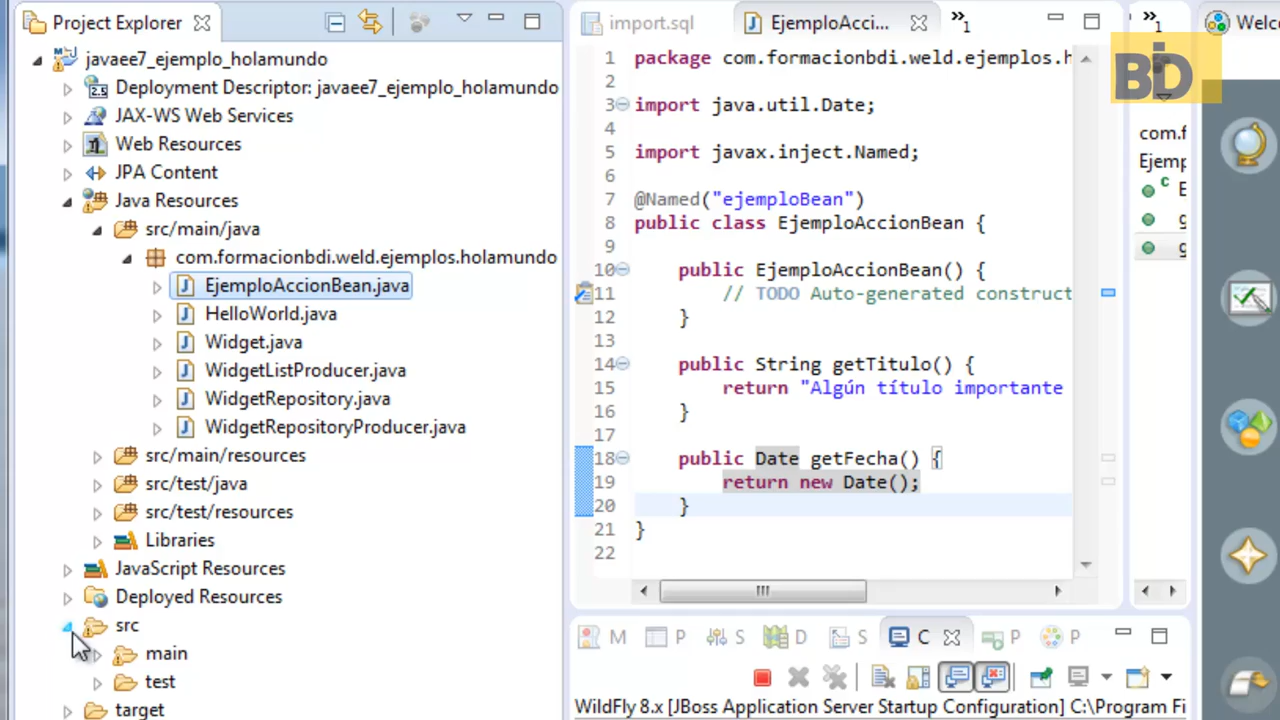 Project Explorer
javaee7_ejemplo_holamundo
Deployment Descriptor: javaee7_ejemplo_holamundo
JAX-WS Web Services
Web Resources
JPA Content
Java Resources
src/main/java
com.formacionbdi.weld.ejemplos.holamundo
EjemploAccionBean.java
HelloWorld.java
Widget.java
WidgetListProducer.java
WidgetRepository.java
WidgetRepositoryProducer.java
src/main/resources
src/test/java
src/test/resources
Libraries
JavaScript Resources
Deployed Resources
src
main
test
target
import.sql
EjemploAcci...
»1
1 package com.formacionbdi.weld.ejemplos.h
2
3 import java.util.Date;
4
5 import javax.inject.Named;
6
7 @Named("ejemploBean")
8 public class EjemploAccionBean {
9
10 public EjemploAccionBean() {
11 // TODO Auto-generated construct
12 }
13
14 public String getTitulo() {
15 return "Algún título importante
16 }
17
18 public Date getFecha() {
19 return new Date();
20 }
21 }
22
»1
Welc
BiD
com.f
Ejemp
E
g
g
M
P
S
D
S
C
P
P
WildFly 8.x [JBoss Application Server Startup Configuration] C:\Program Fi